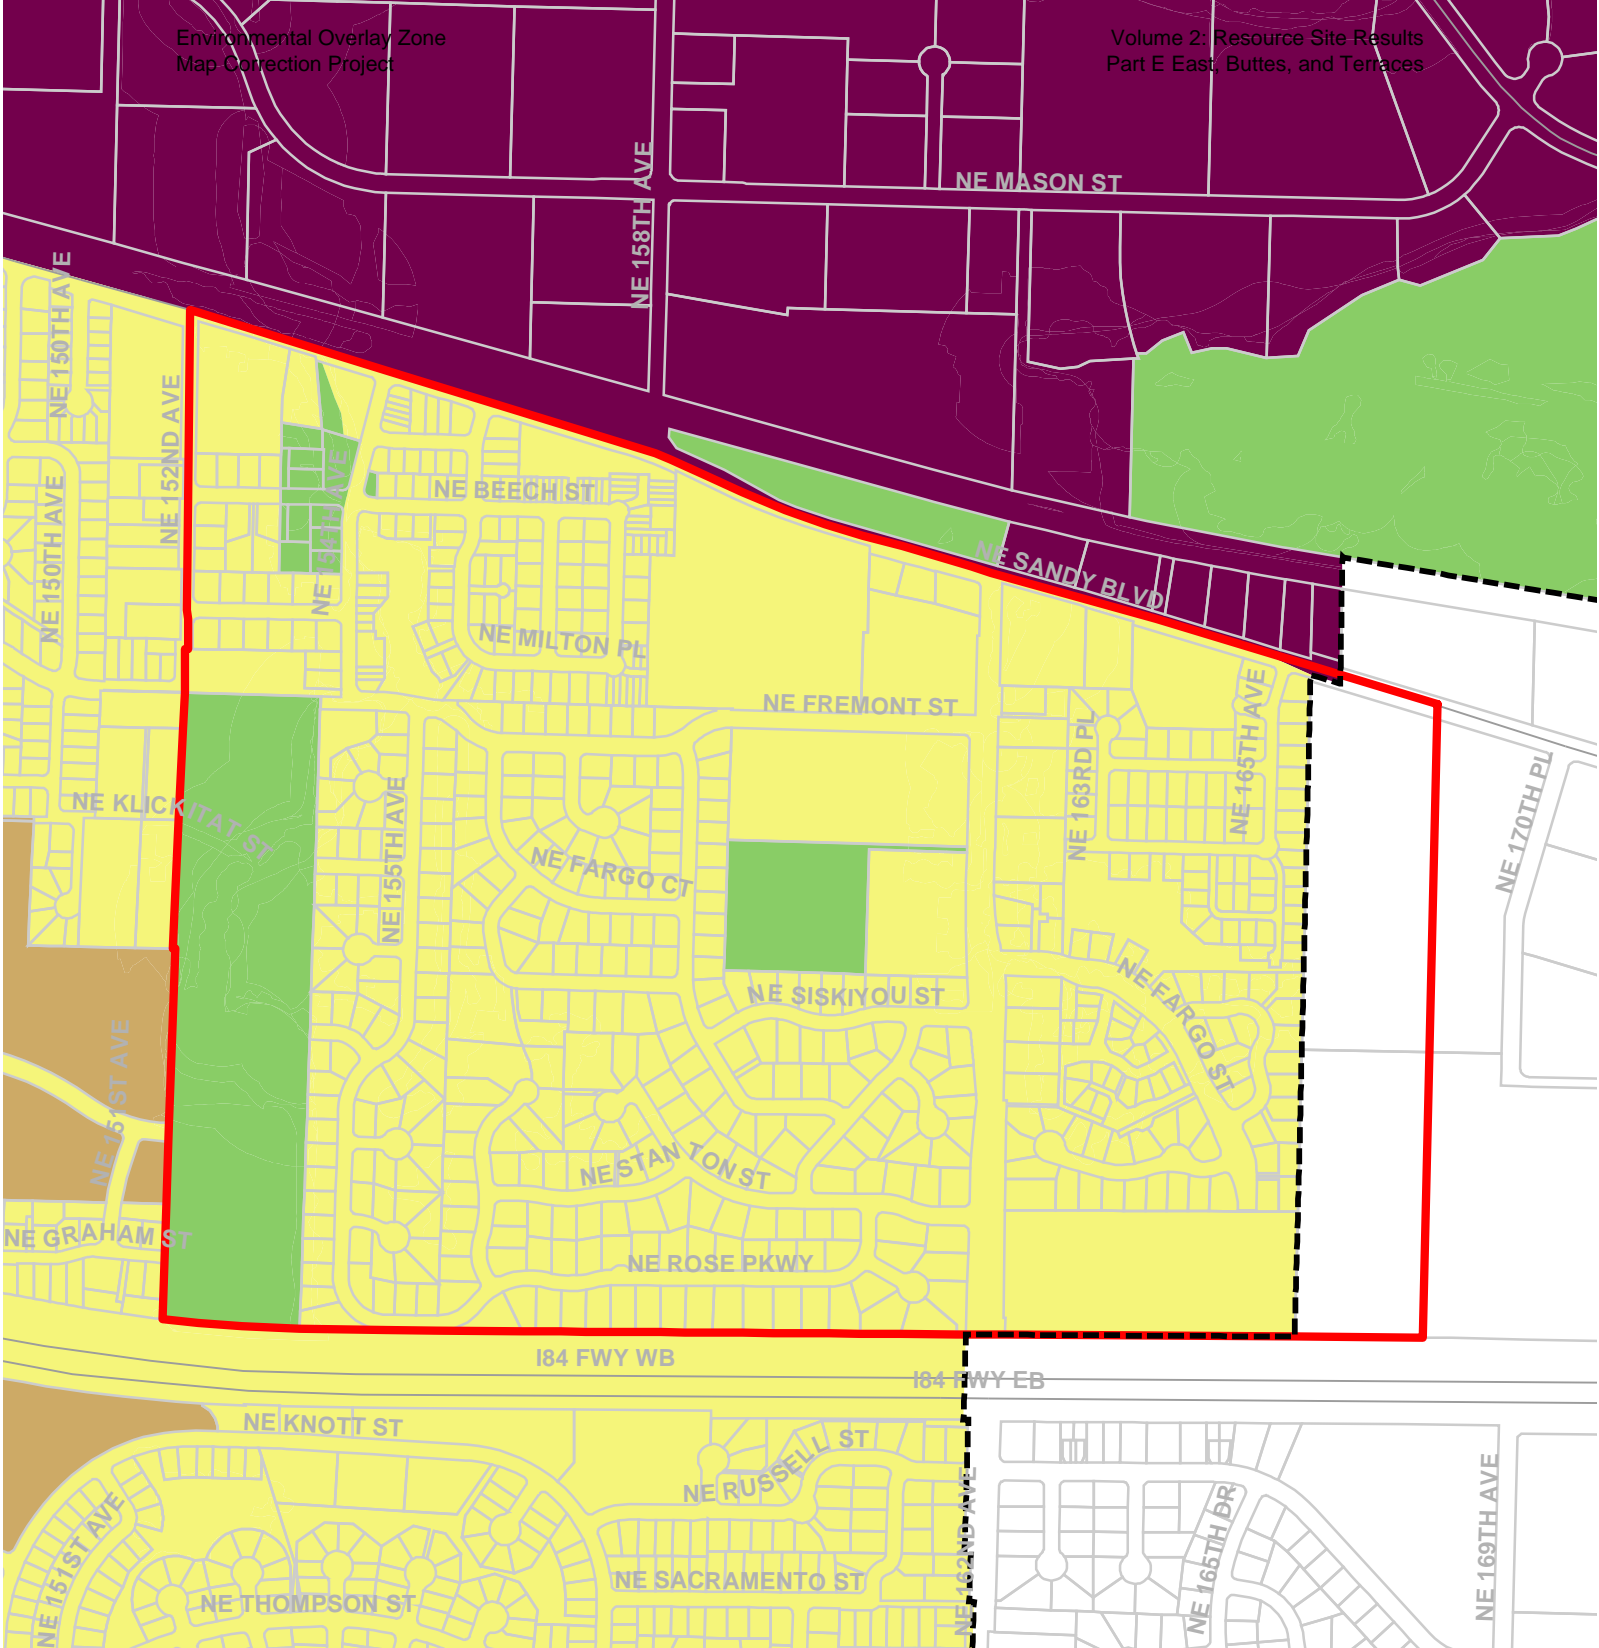 Environmental Overlay Zone
Map Correction Project
Volume 2: Resource Site Results
Part E East, Buttes, and Terraces
NE MASON ST
NE 158TH AVE
NE 150TH AVE
NE 152ND AVE
NE 154TH AVE
NE BEECH ST
NE 150TH AVE
NE SANDY BLVD
NE MILTON PL
NE FREMONT ST
NE 163RD PL
NE 165TH AVE
NE 170TH PL
NE KLICKITAT ST
NE 155TH AVE
NE FARGO CT
NE SISKIYOU ST
NE FARGO ST
NE 151ST AVE
NE STANTON ST
NE GRAHAM ST
NE ROSE PKWY
I84 FWY WB
I84 FWY EB
NE KNOTT ST
NE RUSSELL ST
NE 151ST AVE
NE 162ND AVE
NE 165TH DR
NE 169TH AVE
NE SACRAMENTO ST
NE THOMPSON ST